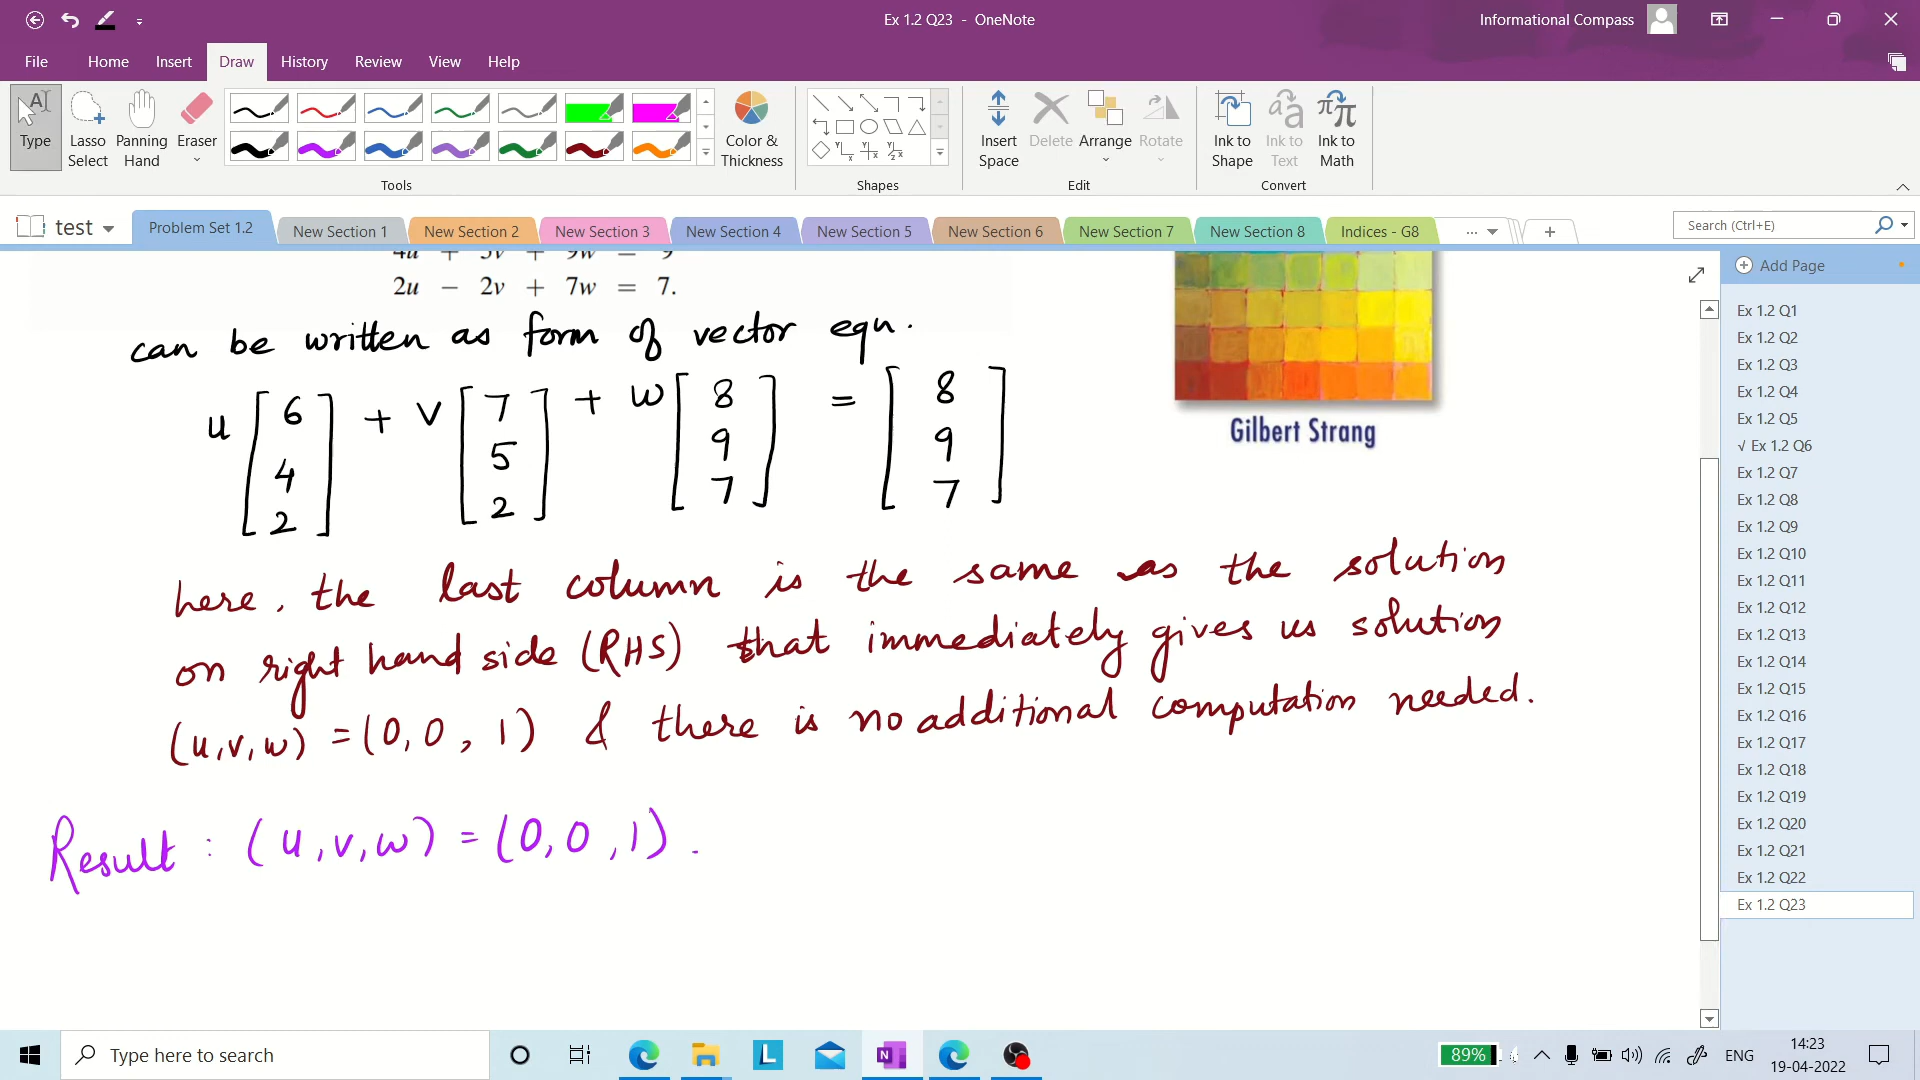 Ex 1.2 Q23 - OneNote
Informational Compass
File Home Insert Draw History Review View Help
Type
Lasso Select
Panning Hand
Eraser
Color & Thickness
Insert Space
Delete
Arrange
Rotate
Ink to Shape
Ink to Text
Ink to Math
Tools
Shapes
Edit
Convert
test
Problem Set 1.2
New Section 1
New Section 2
New Section 3
New Section 4
New Section 5
New Section 6
New Section 7
New Section 8
Indices - G8
Search (Ctrl+E)
4u + 5v + 9w = 9
2u − 2v + 7w = 7.
can be written as form of vector equn.
u [6 4 2] + v [7 5 2] + w [8 9 7] = [8 9 7]
Gilbert Strang
here, the last column is the same as the solution
on right hand side (RHS) that immediately gives us solution
(u,v,w) = (0, 0, 1) & there is no additional computation needed.
Result : (u,v,w) = (0, 0, 1).
Add Page
Ex 1.2 Q1
Ex 1.2 Q2
Ex 1.2 Q3
Ex 1.2 Q4
Ex 1.2 Q5
√ Ex 1.2 Q6
Ex 1.2 Q7
Ex 1.2 Q8
Ex 1.2 Q9
Ex 1.2 Q10
Ex 1.2 Q11
Ex 1.2 Q12
Ex 1.2 Q13
Ex 1.2 Q14
Ex 1.2 Q15
Ex 1.2 Q16
Ex 1.2 Q17
Ex 1.2 Q18
Ex 1.2 Q19
Ex 1.2 Q20
Ex 1.2 Q21
Ex 1.2 Q22
Ex 1.2 Q23
Type here to search
89%
ENG
14:23
19-04-2022